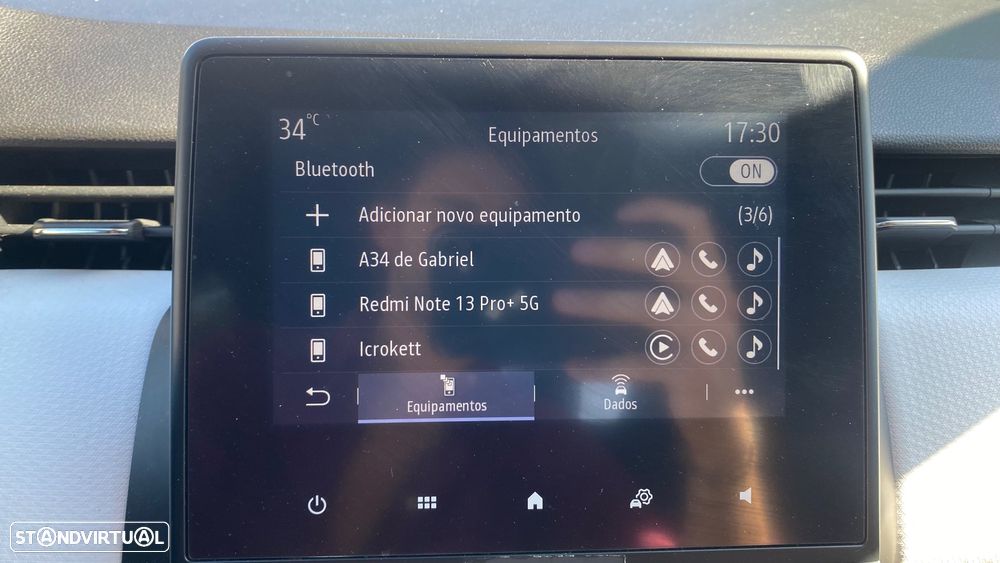 34°C Equipamentos 17:30
Bluetooth ON
Adicionar novo equipamento (3/6)
A34 de Gabriel
Redmi Note 13 Pro+ 5G
Icrokett
Equipamentos Dados
STANDVIRTUAL